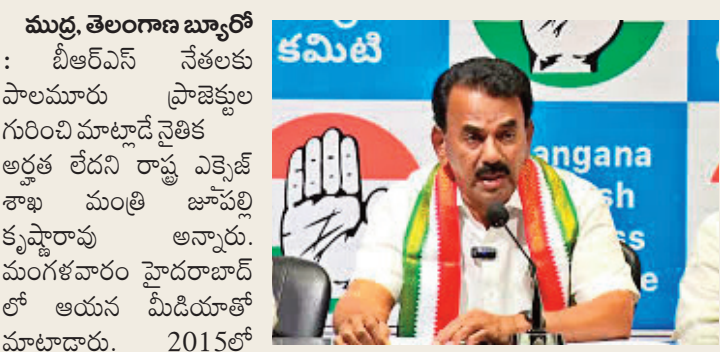 ముద్ర, తెలంగాణ బ్యూరో
: బీఆర్ఎస్ నేతలకు
పాలమూరు ప్రాజెక్టుల
గురించి మాట్లాడే నైతిక
అర్హత లేదని రాష్ట్ర ఎక్సైజ్
శాఖ మంత్రి జూపల్లి
కృష్ణారావు అన్నారు.
మంగళవారం హైదరాబాద్
లో ఆయన మీడియాతో
మాట్లాడారు. 2015లో
కమిటీ
angana
sh
ss
e